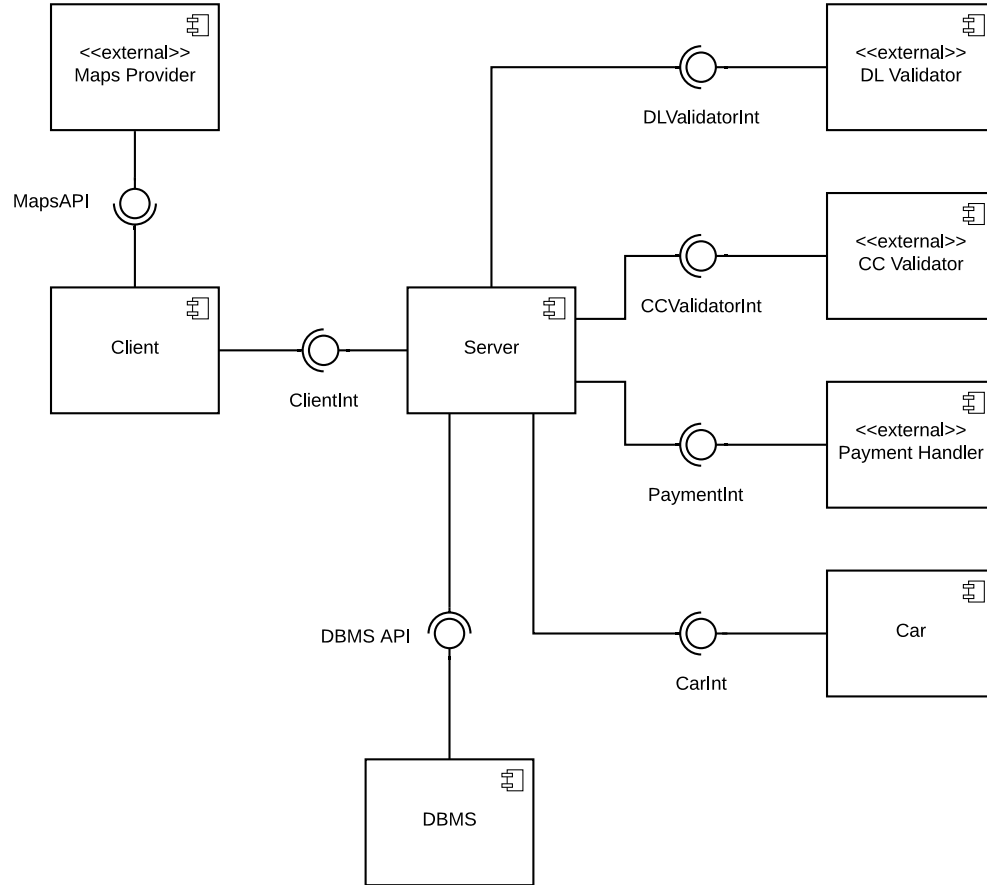 <<external>>
Maps Provider
<<external>>
DL Validator
DLValidatorInt
MapsAPI
<<external>>
CC Validator
CCValidatorInt
Client
ClientInt
Server
<<external>>
Payment Handler
PaymentInt
DBMS API
Car
CarInt
DBMS